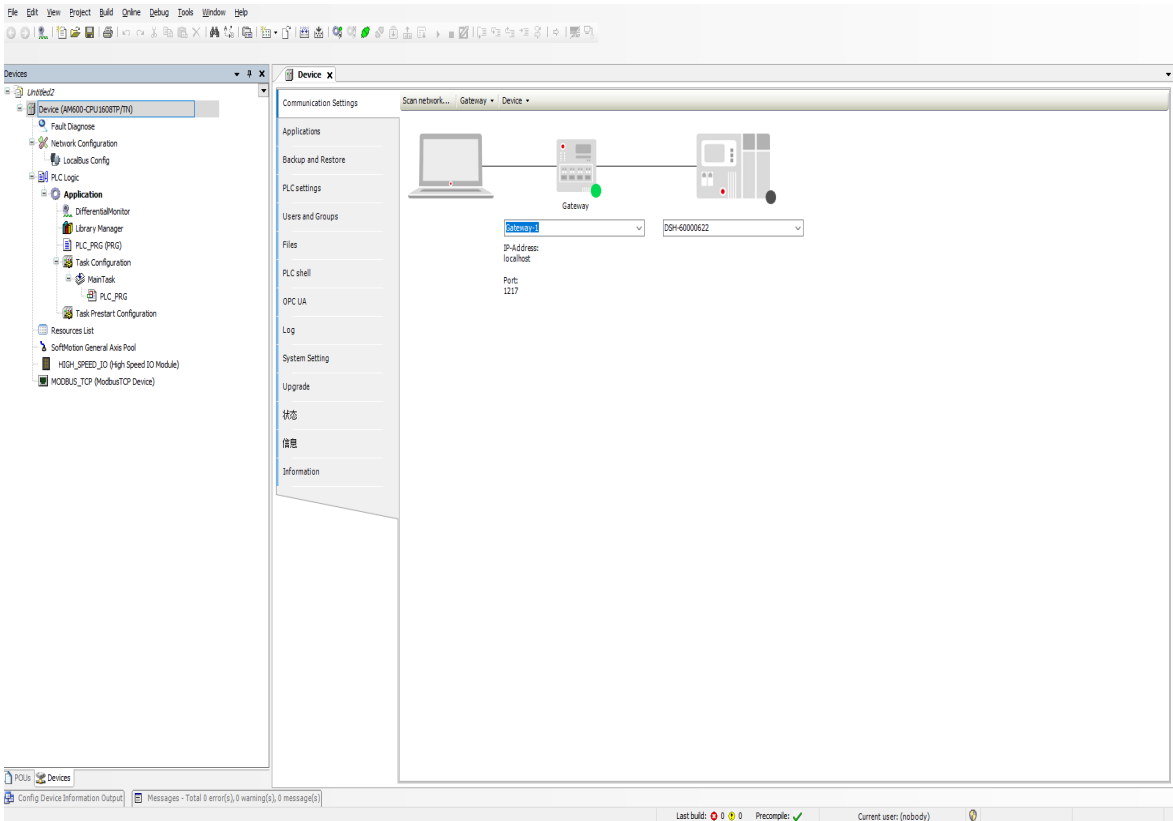 File Edit View Project Build Online Debug Tools Window Help
Devices
Device x
Untitled2
Device (AM600-CPU1608TP/TN)
Fault Diagnose
Network Configuration
LocalBus Config
PLC Logic
Application
DifferentialMonitor
Library Manager
PLC_PRG (PRG)
Task Configuration
MainTask
PLC_PRG
Task Prestart Configuration
Resources List
SoftMotion General Axis Pool
HIGH_SPEED_IO (High Speed IO Module)
MODBUS_TCP (ModbusTCP Device)
POUs Devices
Communication Settings
Applications
Backup and Restore
PLC settings
Users and Groups
Files
PLC shell
OPC UA
Log
System Setting
Upgrade
状态
信息
Information
Scan network... Gateway Device
Gateway
Gateway-1
DSH-60000622
IP-Address:
localhost
Port:
1217
Config Device Information Output Messages - Total 0 error(s), 0 warning(s), 0 message(s)
Last build: 0 0 Precompile: Current user: (nobody)